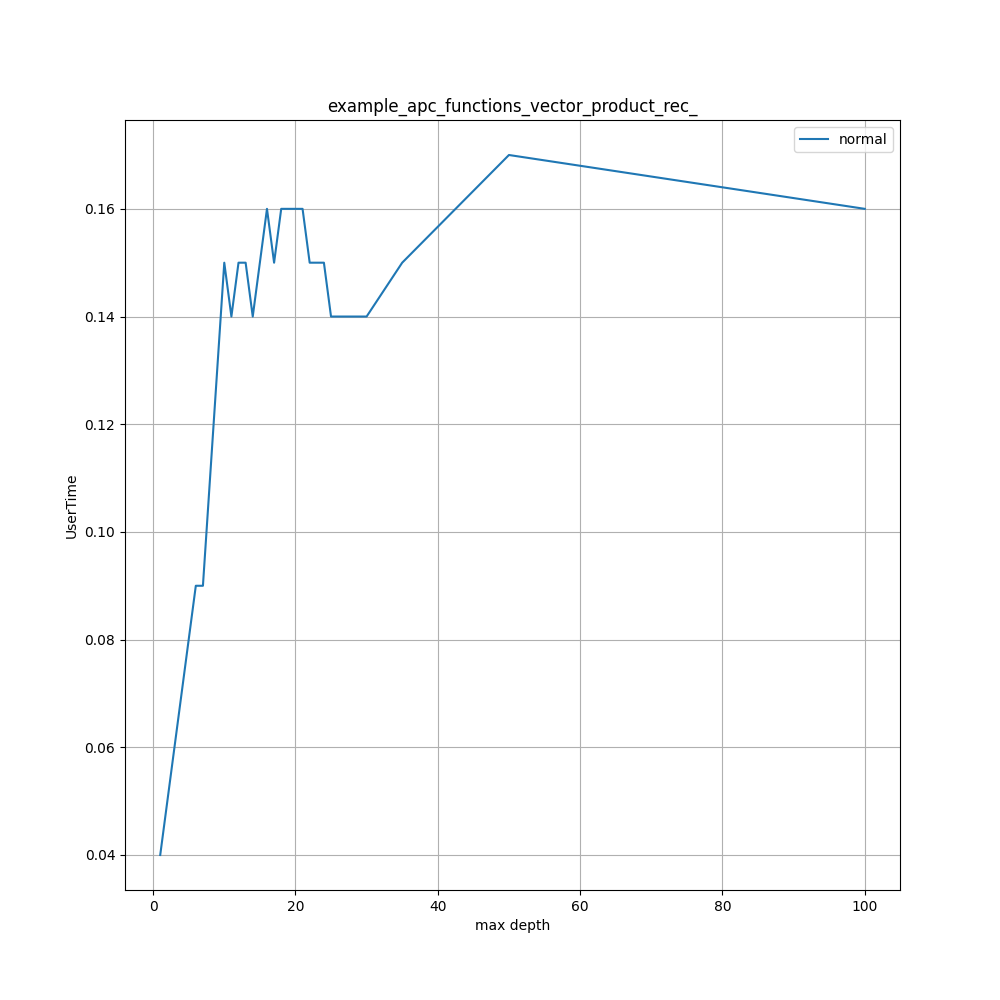 example_apc_functions_vector_product_rec_
normal
0.16
0.14
0.12
0.10
0.08
0.06
0.04
UserTime
0 20 40 60 80 100
max depth